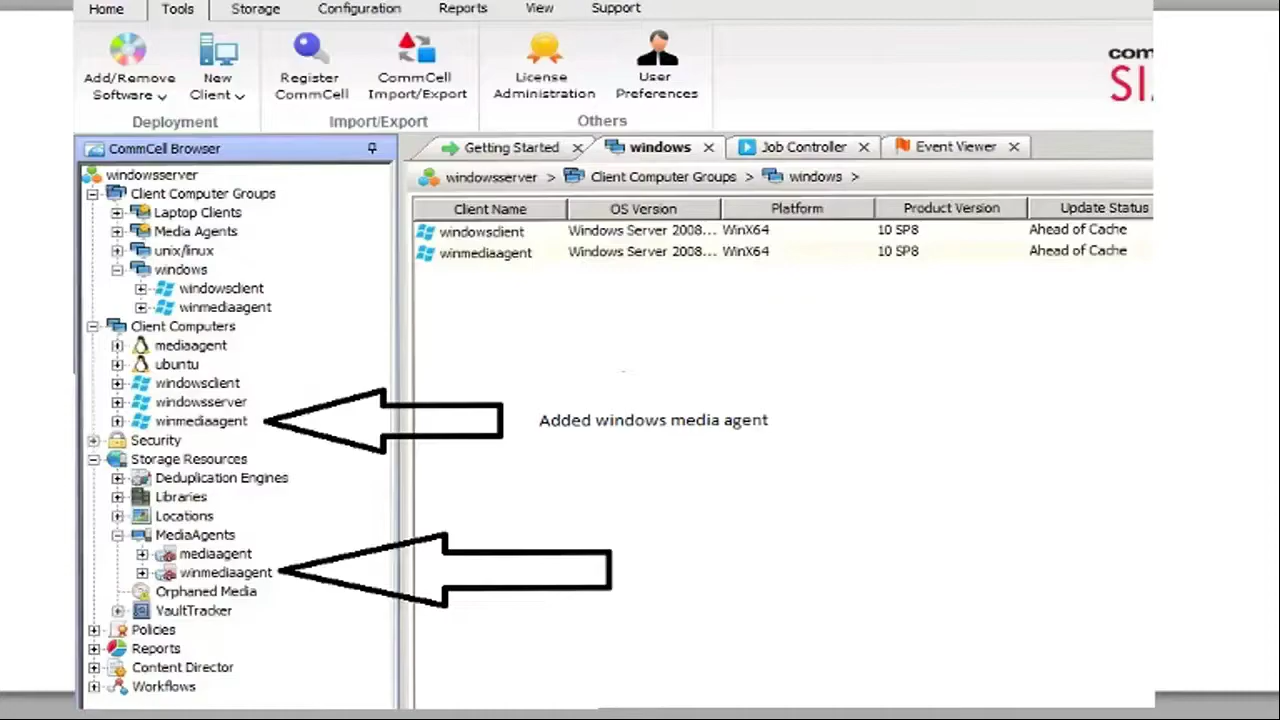 Home Tools Storage Configuration Reports View Support
Add/Remove Software
New Client
Register CommCell
CommCell Import/Export
License Administration
User Preferences
Deployment Import/Export Others
CommCell Browser
windowsserver
Client Computer Groups
Laptop Clients
Media Agents
unix/linux
windows
windowsclient
winmediaagent
Client Computers
mediaagent
ubuntu
windowsclient
windowsserver
winmediaagent
Security
Storage Resources
Deduplication Engines
Libraries
Locations
MediaAgents
mediaagent
winmediaagent
Orphaned Media
VaultTracker
Policies
Reports
Content Director
Workflows
Getting Started windows Job Controller Event Viewer
windowsserver > Client Computer Groups > windows >
Client Name OS Version Platform Product Version Update Status
windowsclient Windows Server 2008... WinX64 10 SP8 Ahead of Cache
winmediaagent Windows Server 2008... WinX64 10 SP8 Ahead of Cache
Added windows media agent